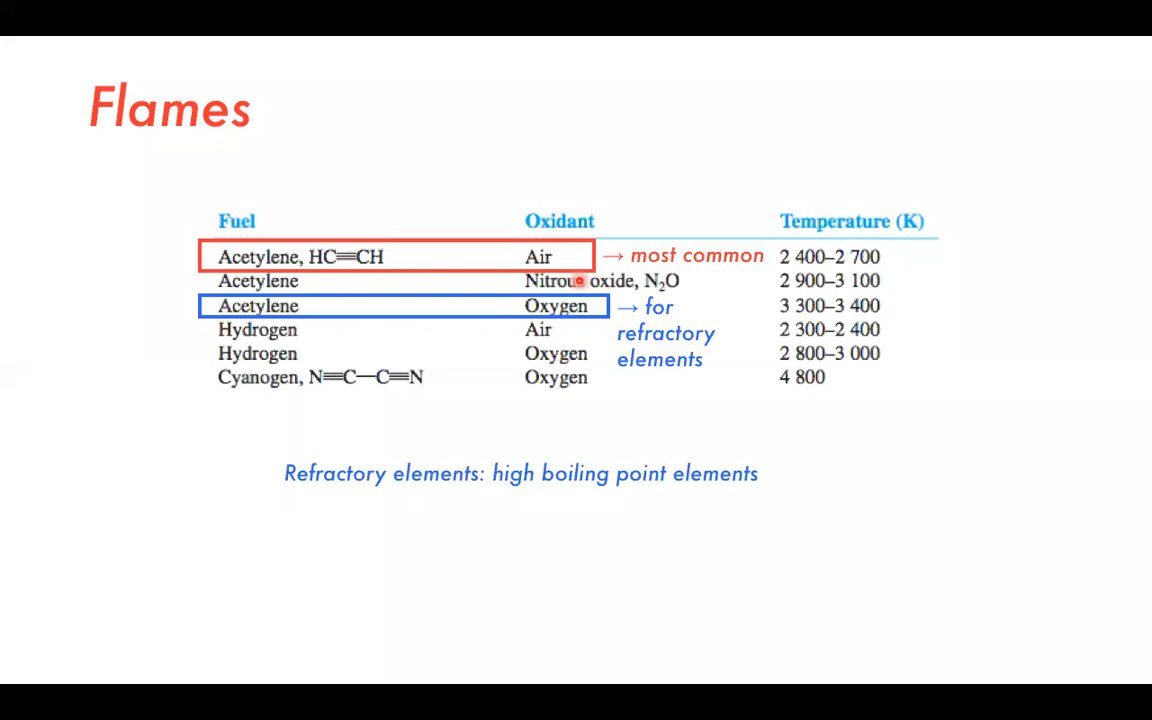 Flames
Fuel Oxidant Temperature (K)
Acetylene, HC≡CH Air → most common 2 400–2 700
Acetylene Nitrous oxide, N₂O 2 900–3 100
Acetylene Oxygen → for 3 300–3 400
Hydrogen Air refractory 2 300–2 400
Hydrogen Oxygen elements 2 800–3 000
Cyanogen, N≡C—C≡N Oxygen 4 800
Refractory elements: high boiling point elements